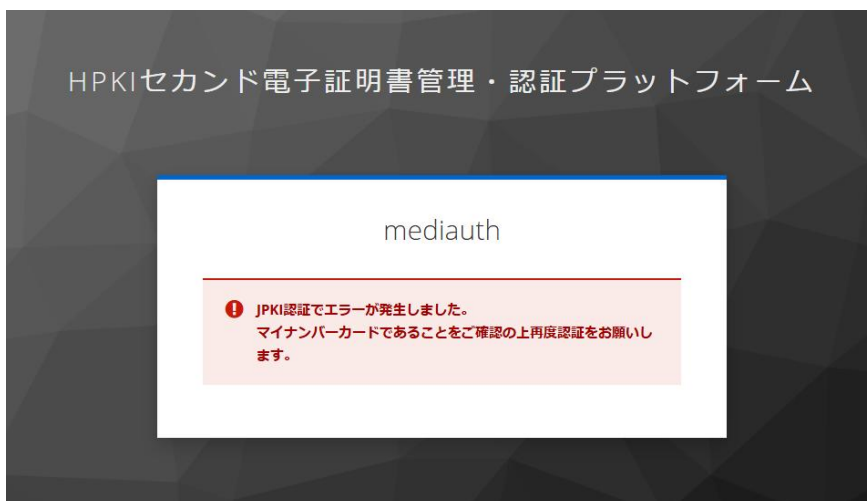 HPKIセカンド電子証明書管理・認証プラットフォーム
mediauth
JPKI認証でエラーが発生しました。
マイナンバーカードであることをご確認の上再度認証をお願いし
ます。